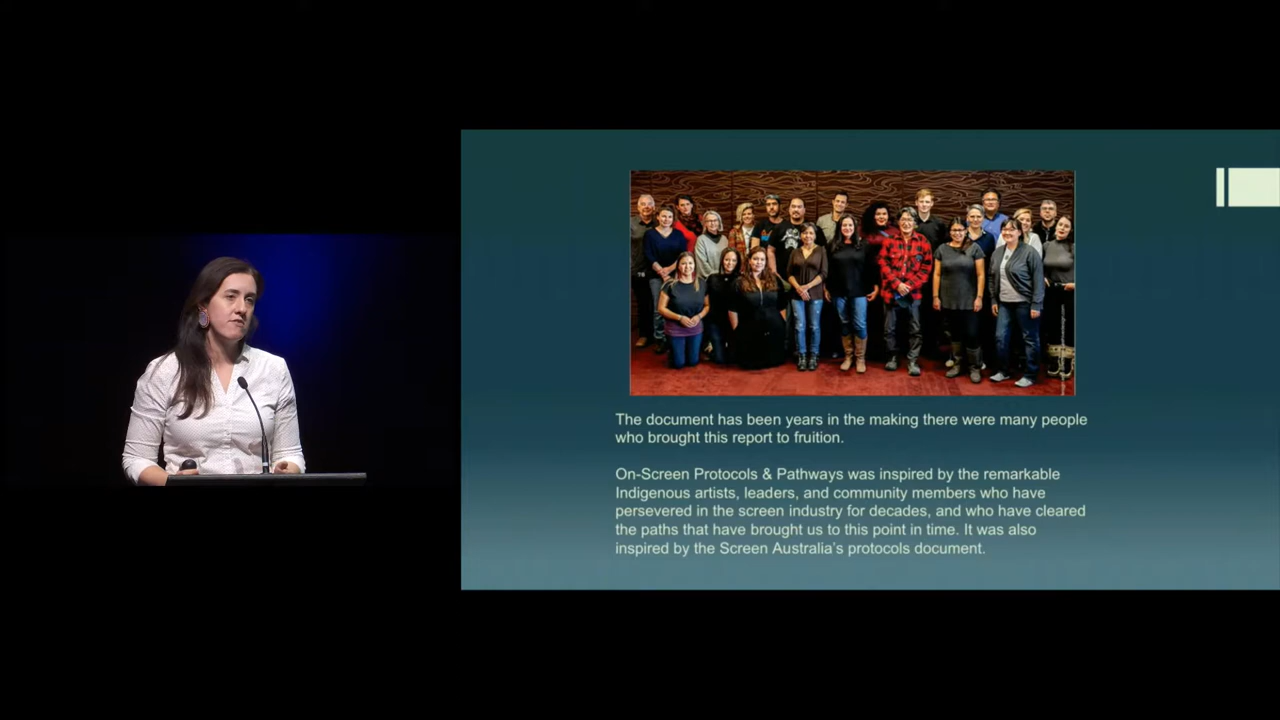 The document has been years in the making there were many people
who brought this report to fruition.
On-Screen Protocols & Pathways was inspired by the remarkable
Indigenous artists, leaders, and community members who have
persevered in the screen industry for decades, and who have cleared
the paths that have brought us to this point in time. It was also
inspired by the Screen Australia's protocols document.